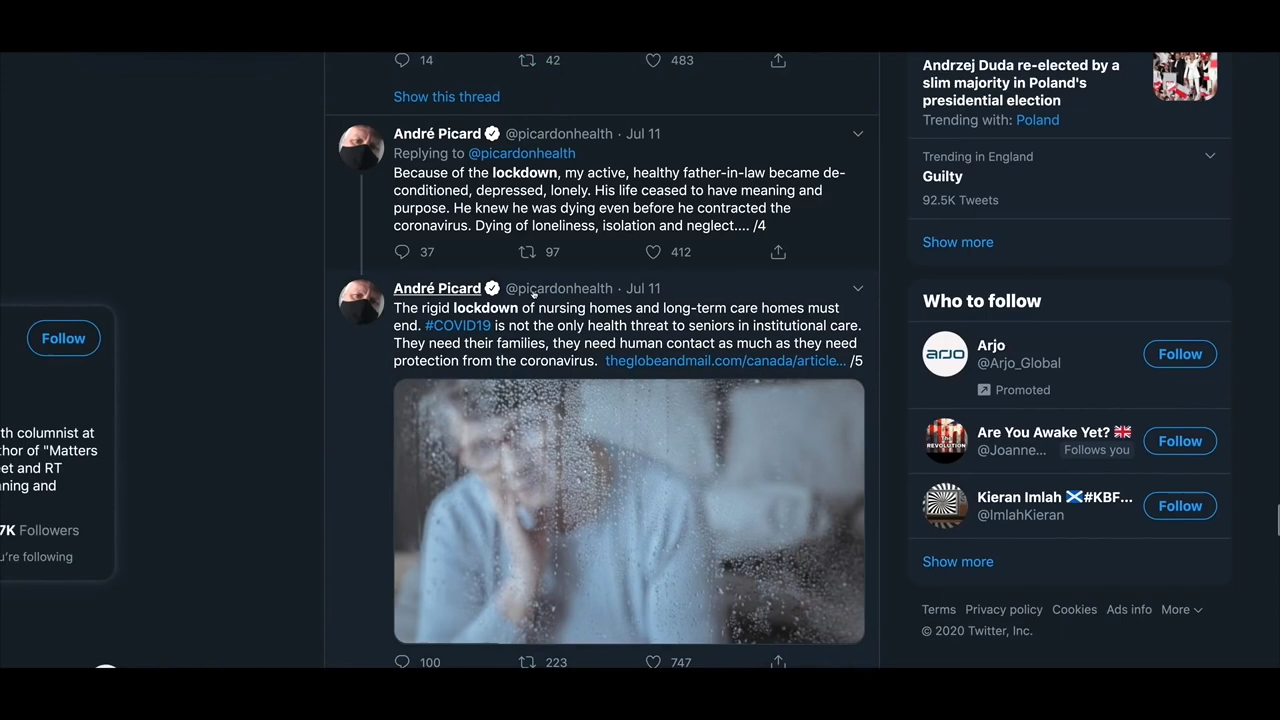 14 42 483
Show this thread
André Picard @picardonhealth · Jul 11
Replying to @picardonhealth
Because of the lockdown, my active, healthy father-in-law became de-
conditioned, depressed, lonely. His life ceased to have meaning and
purpose. He knew he was dying even before he contracted the
coronavirus. Dying of loneliness, isolation and neglect.... /4
37 97 412
André Picard @picardonhealth · Jul 11
The rigid lockdown of nursing homes and long-term care homes must
end. #COVID19 is not the only health threat to seniors in institutional care.
They need their families, they need human contact as much as they need
protection from the coronavirus. theglobeandmail.com/canada/article... /5
100 223 747
Follow
th columnist at
thor of "Matters
eet and RT
ning and
7K Followers
u're following
Andrzej Duda re-elected by a
slim majority in Poland's
presidential election
Trending with: Poland
Trending in England
Guilty
92.5K Tweets
Show more
Who to follow
arjo
Arjo
@Arjo_Global
Follow
Promoted
REVOLUTION
Are You Awake Yet? 🇬🇧
@Joanne... Follows you
Follow
Kieran Imlah 🏴󠁧󠁢󠁳󠁣󠁴󠁿#KBF...
@ImlahKieran
Follow
Show more
Terms Privacy policy Cookies Ads info More
© 2020 Twitter, Inc.